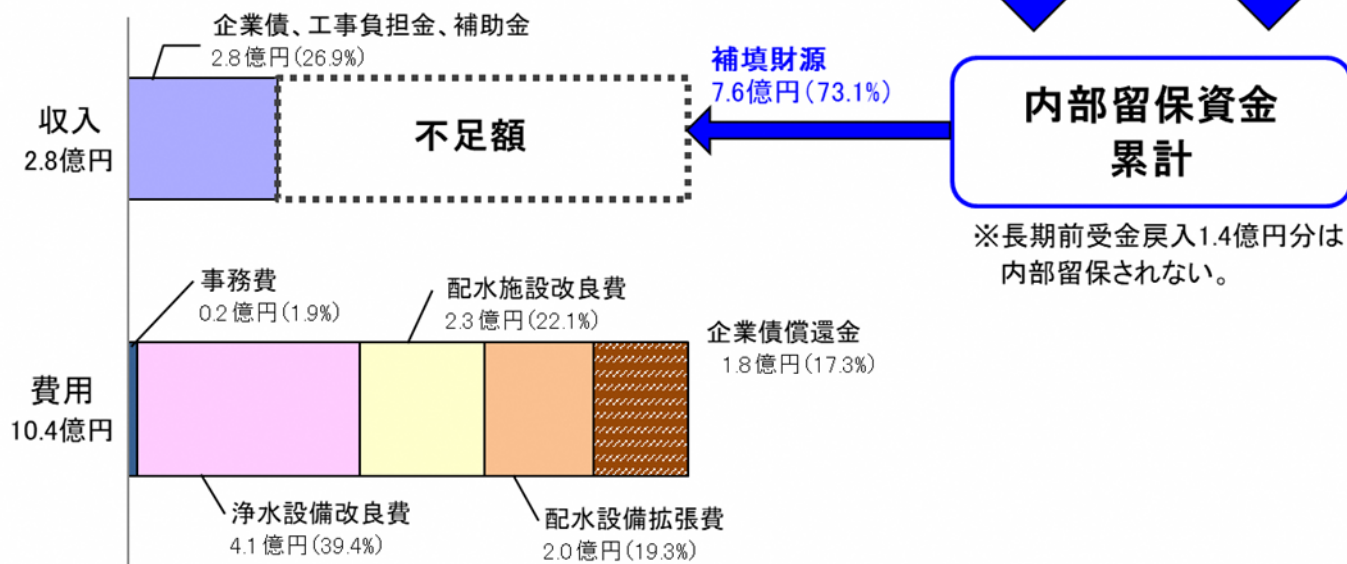 企業債、工事負担金、補助金
2.8億円(26.9%)
収入
2.8億円
不足額
補填財源
7.6億円(73.1%)
内部留保資金
累計
※長期前受金戻入1.4億円分は
内部留保されない。
事務費
0.2億円(1.9%)
配水施設改良費
2.3億円(22.1%)
企業債償還金
1.8億円(17.3%)
費用
10.4億円
浄水設備改良費
4.1億円(39.4%)
配水設備拡張費
2.0億円(19.3%)